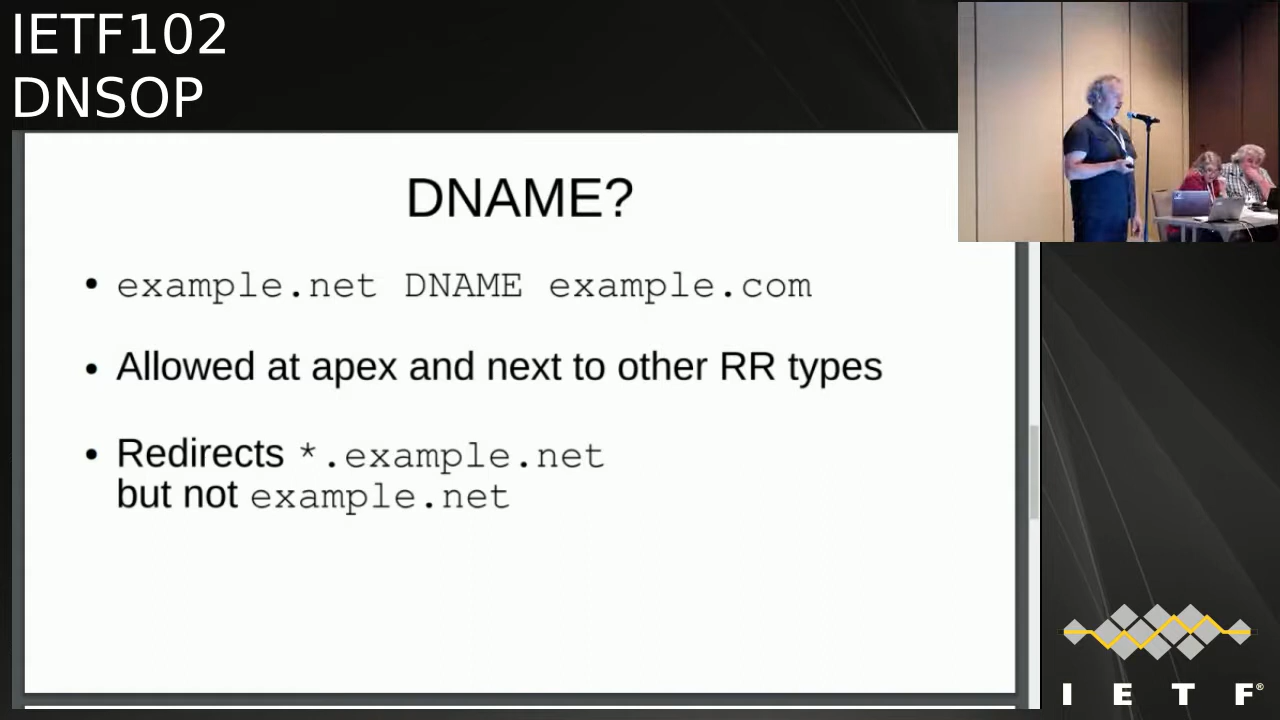 IETF102
DNSOP
DNAME?
• example.net DNAME example.com
• Allowed at apex and next to other RR types
• Redirects *.example.net
but not example.net
I E T F®